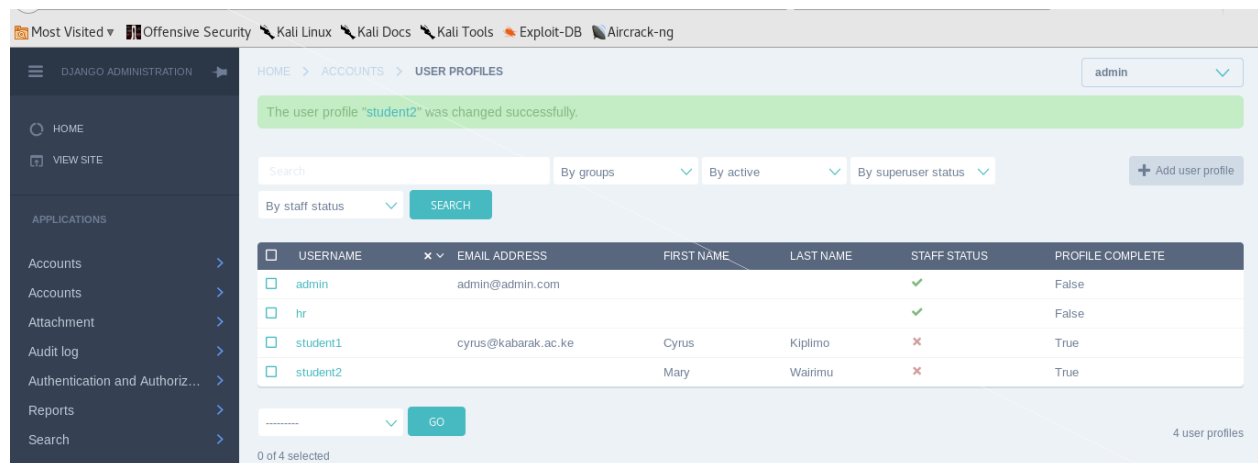 Most Visited Offensive Security Kali Linux Kali Docs Kali Tools Exploit-DB Aircrack-ng
DJANGO ADMINISTRATION HOME > ACCOUNTS > USER PROFILES admin
The user profile "student2" was changed successfully.
HOME
VIEW SITE
Search By groups By active By superuser status Add user profile
By staff status SEARCH
APPLICATIONS
USERNAME EMAIL ADDRESS FIRST NAME LAST NAME STAFF STATUS PROFILE COMPLETE
Accounts
admin admin@admin.com False
Accounts
hr False
Attachment
student1 cyrus@kabarak.ac.ke Cyrus Kiplimo True
Audit log
student2 Mary Wairimu True
Authentication and Authoriz...
Reports
--------- GO
Search
4 user profiles
0 of 4 selected